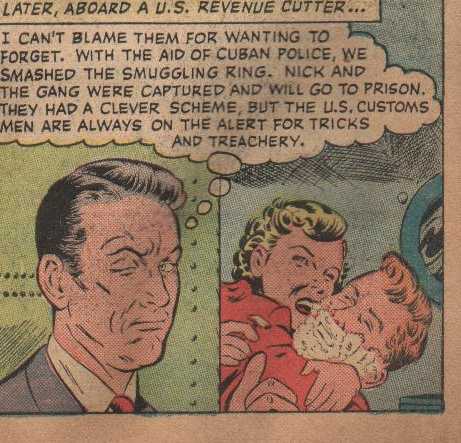 LATER, ABOARD A U.S. REVENUE CUTTER...
I CAN'T BLAME THEM FOR WANTING TO
FORGET. WITH THE AID OF CUBAN POLICE, WE
SMASHED THE SMUGGLING RING. NICK AND
THE GANG WERE CAPTURED AND WILL GO TO PRISON.
THEY HAD A CLEVER SCHEME, BUT THE U.S. CUSTOMS
MEN ARE ALWAYS ON THE ALERT FOR TRICKS
AND TREACHERY.